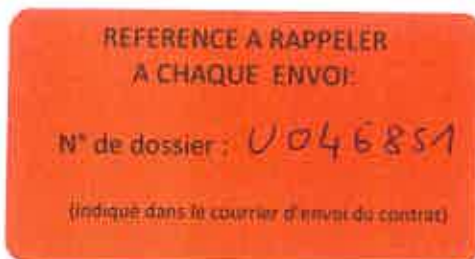 REFERENCE A RAPPELER
A CHAQUE ENVOI:
N° de dossier : U046851
(indiqué dans le courrier d'envoi du contrat)